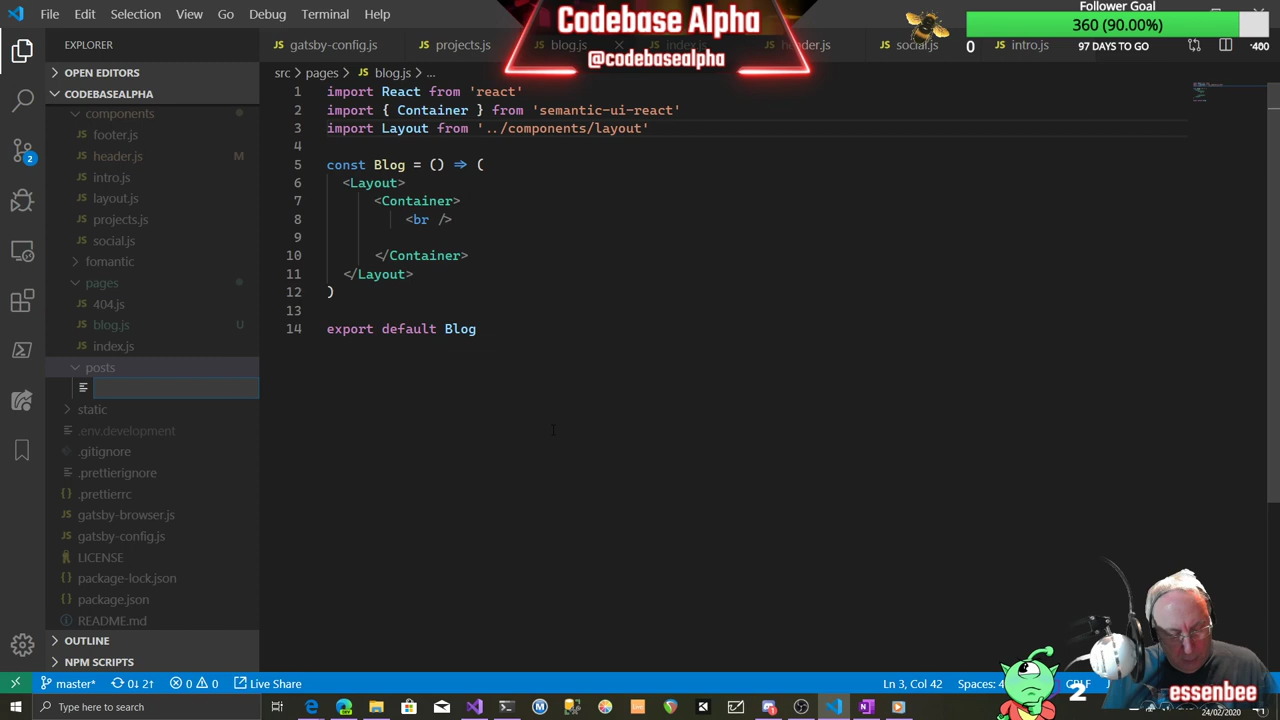 File Edit Selection View Go Debug Terminal Help
Codebase Alpha
@codebasealpha
Follower Goal
360 (90.00%)
0 97 DAYS TO GO 400
EXPLORER
gatsby-config.js projects.js blog.js index.js header.js social.js intro.js
OPEN EDITORS
CODEBASEALPHA
components
footer.js
header.js M
intro.js
layout.js
projects.js
social.js
fomantic
pages
404.js
blog.js U
index.js
posts
static
.env.development
.gitignore
.prettierignore
.prettierrc
gatsby-browser.js
gatsby-config.js
LICENSE
package-lock.json
package.json
README.md
OUTLINE
NPM SCRIPTS
src > pages > JS blog.js > ...
1 import React from 'react'
2 import { Container } from 'semantic-ui-react'
3 import Layout from '../components/layout'
4
5 const Blog = () => (
6 <Layout>
7 <Container>
8 <br />
9
10 </Container>
11 </Layout>
12 )
13
14 export default Blog
2
essenbee
master* 0↓ 2↑ 0 0 Live Share Ln 3, Col 42 Spaces: 4 CRLF
Type here to search
24/02/2020